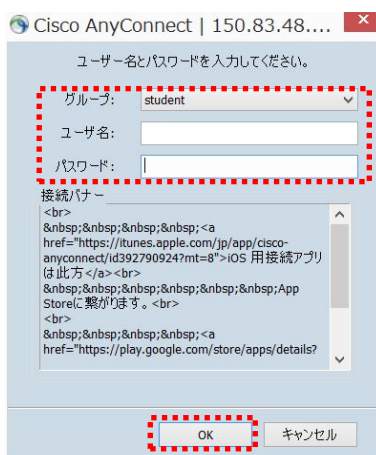 Cisco AnyConnect | 150.83.48....
ユーザー名とパスワードを入力してください。
グループ: student
ユーザ名:
パスワード:
接続バナー
<br>
&nbsp;&nbsp;&nbsp;&nbsp;<a
href="https://itunes.apple.com/jp/app/cisco-
anyconnect/id392790924?mt=8">iOS 用接続アプリ
は此方</a><br>
&nbsp;&nbsp;&nbsp;&nbsp;&nbsp;&nbsp;App
Storeに繋がります。<br>
<br>
&nbsp;&nbsp;&nbsp;&nbsp;<a
href="https://play.google.com/store/apps/details?
OK キャンセル